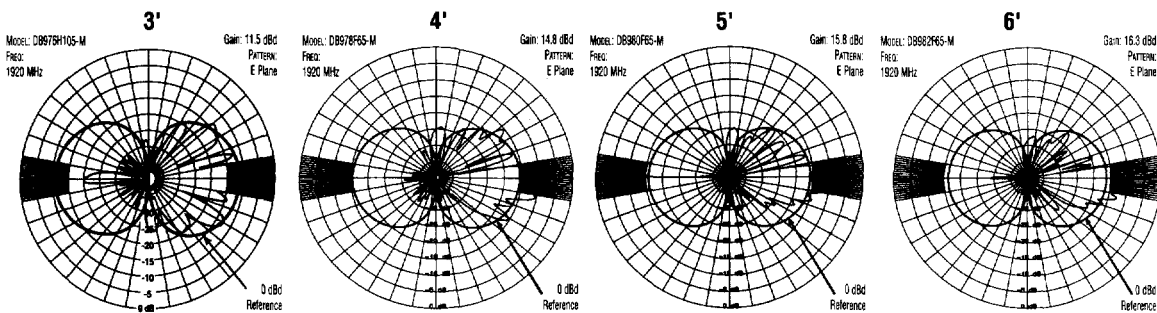 3'
MODEL: DB976H105-M
Gain: 11.5 dBd
FREQ:
PATTERN:
1920 MHz
E Plane
-20
-15
-10
-5
0 dB
0 dBd
Reference
4'
MODEL: DB978F65-M
Gain: 14.8 dBd
FREQ:
PATTERN:
1920 MHz
E Plane
0 dBd
Reference
5'
MODEL: DB980F65-M
Gain: 15.8 dBd
FREQ:
PATTERN:
1920 MHz
E Plane
0 dBd
Reference
6'
MODEL: DB982F65-M
Gain: 16.3 dBd
FREQ:
PATTERN:
1920 MHz
E Plane
0 dBd
Reference